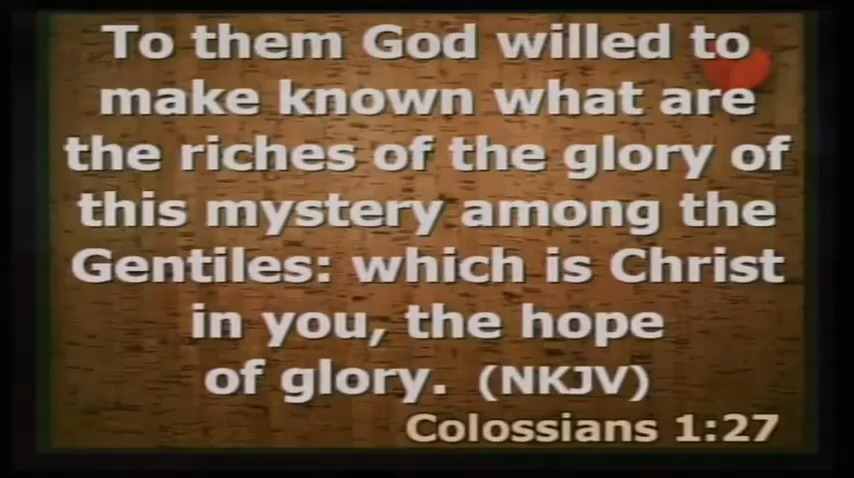 To them God willed to
make known what are
the riches of the glory of
this mystery among the
Gentiles: which is Christ
in you, the hope
of glory. (NKJV)
Colossians 1:27